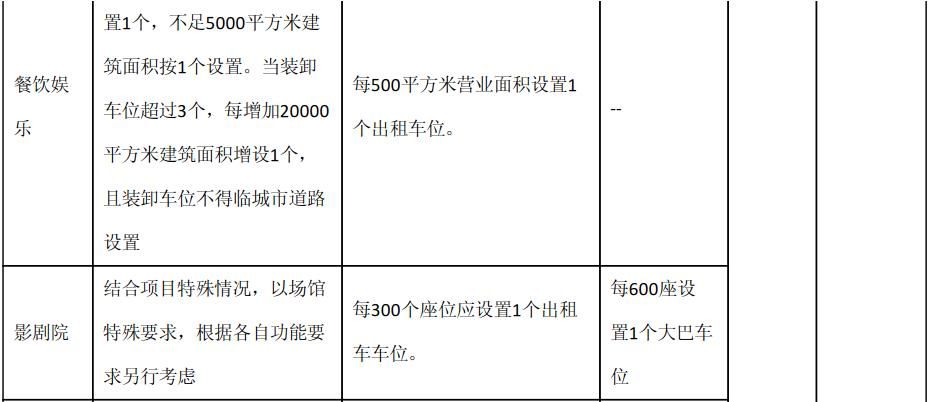 餐饮娱
乐
置1个，不足5000平方米建
筑面积按1个设置。当装卸
车位超过3个，每增加20000
平方米建筑面积增设1个，
且装卸车位不得临城市道路
设置
每500平方米营业面积设置1
个出租车位。
--
影剧院
结合项目特殊情况，以场馆
特殊要求，根据各自功能要
求另行考虑
每300个座位应设置1个出租
车车位。
每600座设
置1个大巴车
位